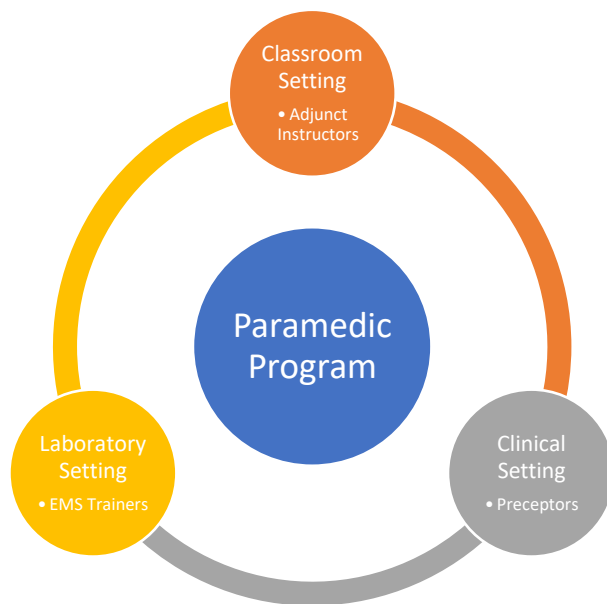 Classroom
Setting
• Adjunct
Instructors
Paramedic
Program
Laboratory
Setting
• EMS Trainers
Clinical
Setting
• Preceptors